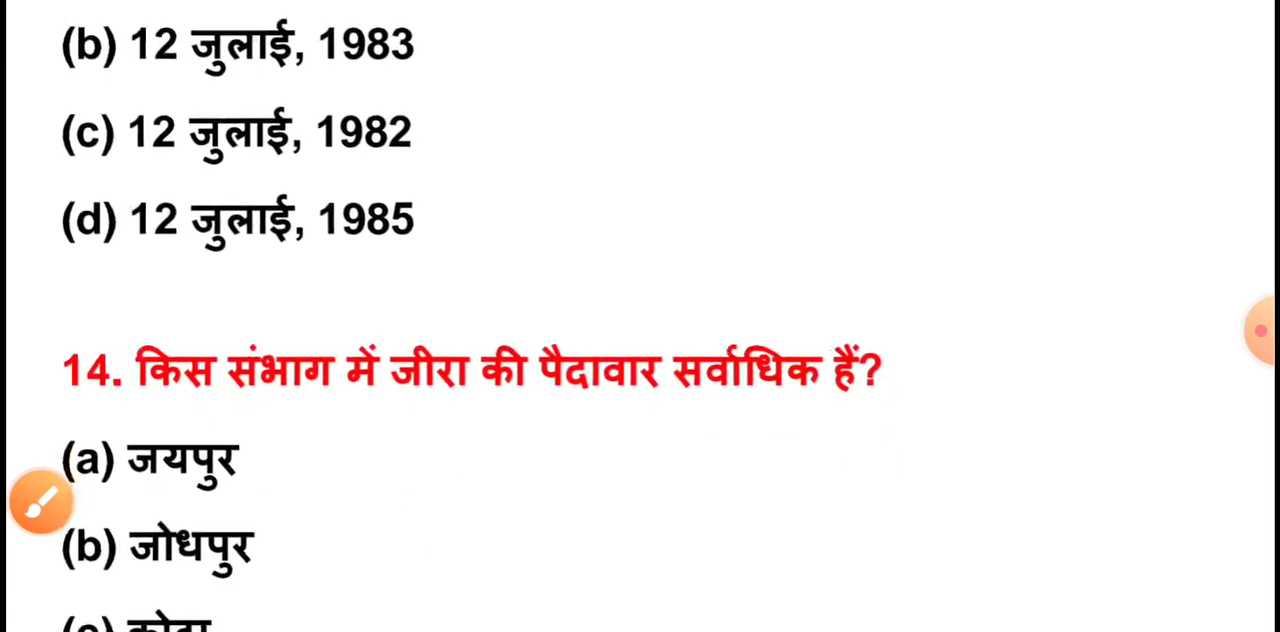 (b) 12 जुलाई, 1983
(c) 12 जुलाई, 1982
(d) 12 जुलाई, 1985
14. किस संभाग में जीरा की पैदावार सर्वाधिक हैं?
(a) जयपुर
(b) जोधपुर